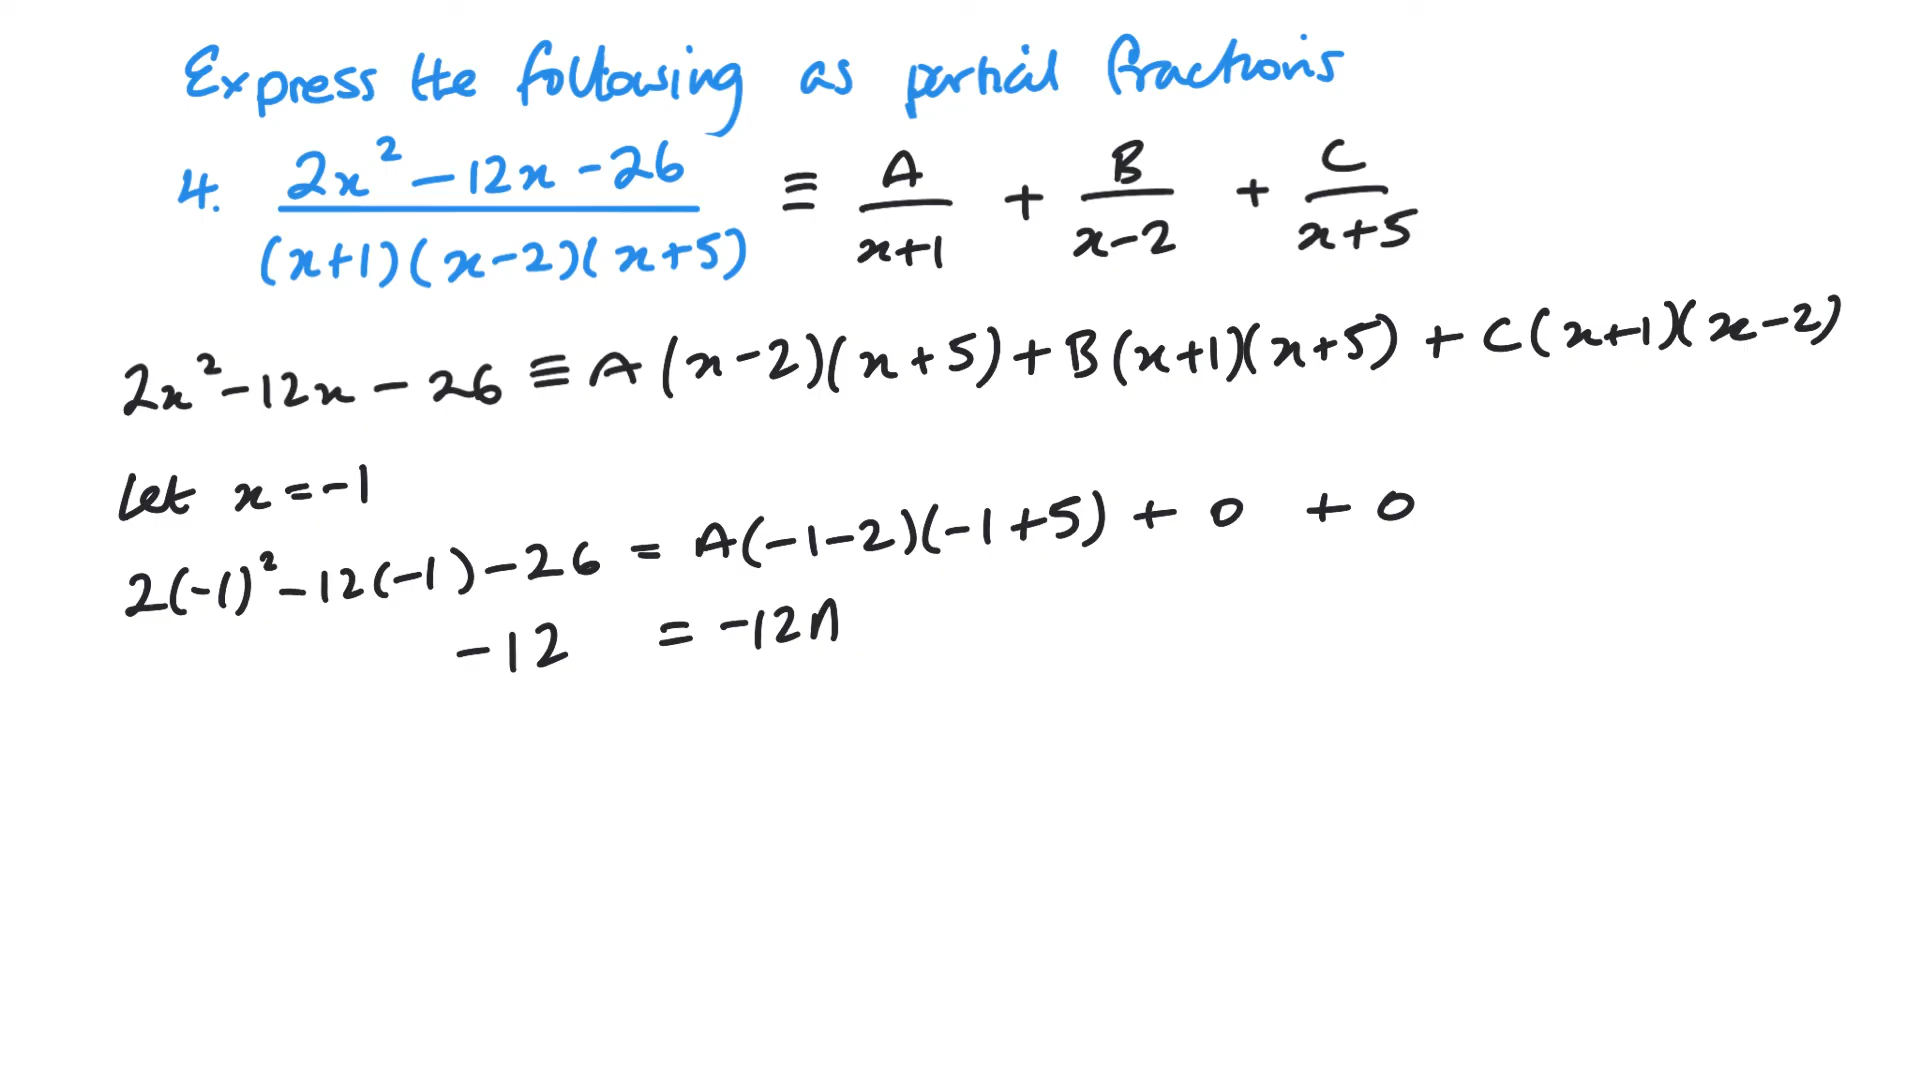 Express the following as partial fractions
4. (2x² - 12x - 26)/((x+1)(x-2)(x+5)) ≡ A/(x+1) + B/(x-2) + C/(x+5)
2x² - 12x - 26 ≡ A(x-2)(x+5) + B(x+1)(x+5) + C(x+1)(x-2)
Let x = -1
2(-1)² - 12(-1) - 26 = A(-1-2)(-1+5) + 0 + 0
-12 = -12A